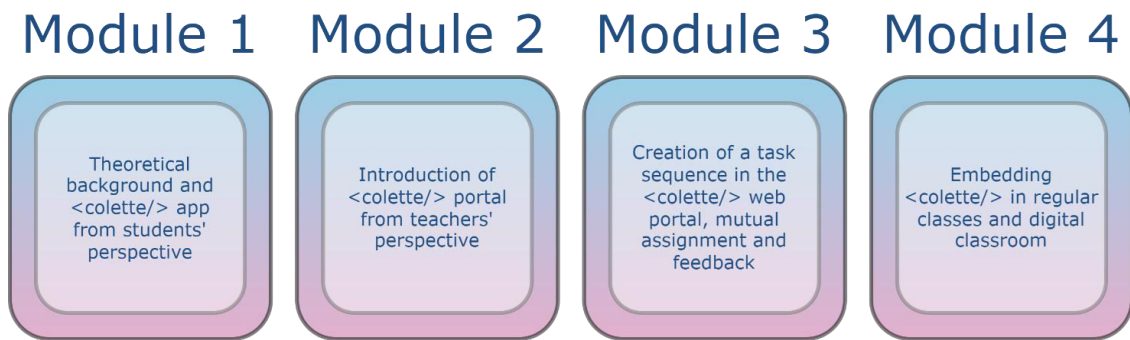 Module 1
Theoretical
background and
<colette/> app
from students'
perspective
Module 2
Introduction of
<colette/> portal
from teachers'
perspective
Module 3
Creation of a task
sequence in the
<colette/> web
portal, mutual
assignment and
feedback
Module 4
Embedding
<colette/> in regular
classes and digital
classroom